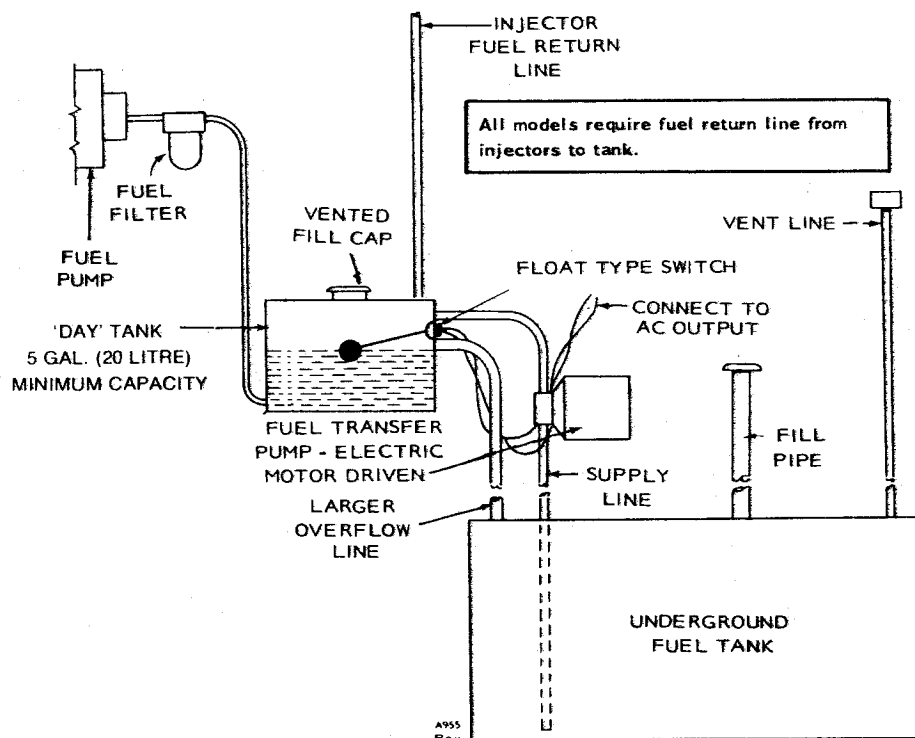 INJECTOR
FUEL RETURN
LINE
All models require fuel return line from
injectors to tank.
FUEL
FILTER
FUEL
PUMP
VENTED
FILL CAP
VENT LINE
FLOAT TYPE SWITCH
CONNECT TO
AC OUTPUT
'DAY' TANK
5 GAL. (20 LITRE)
MINIMUM CAPACITY
FUEL TRANSFER
PUMP - ELECTRIC
MOTOR DRIVEN
FILL
PIPE
SUPPLY
LINE
LARGER
OVERFLOW
LINE
UNDERGROUND
FUEL TANK
A955